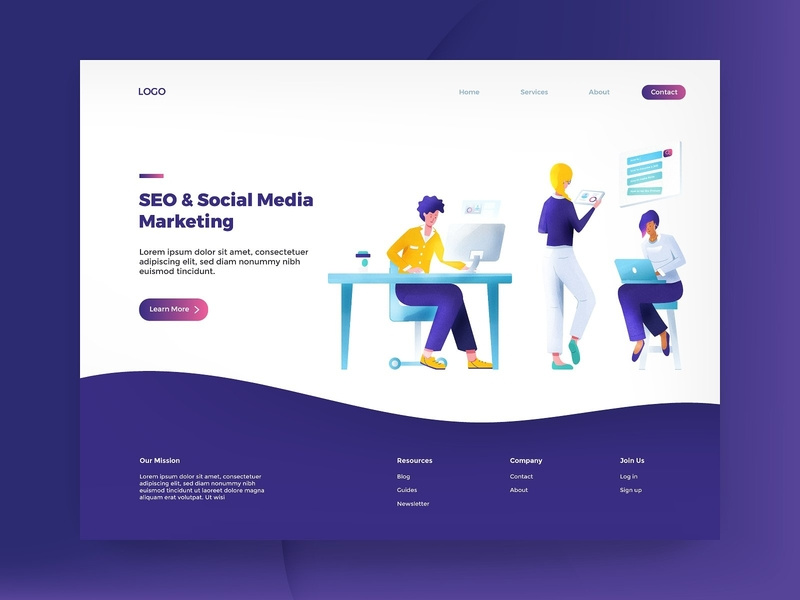 LOGO
Home
Services
About
Contact
SEO & Social Media
Marketing
Lorem ipsum dolor sit amet, consectetuer
adipiscing elit, sed diam nonummy nibh
euismod tincidunt.
Learn More
Our Mission
Lorem ipsum dolor sit amet, consectetuer
adipiscing elit, sed diam nonummy nibh
euismod tincidunt ut laoreet dolore magna
aliquam erat volutpat. Ut wisi
Resources
Blog
Guides
Newsletter
Company
Contact
About
Join Us
Log in
Sign up